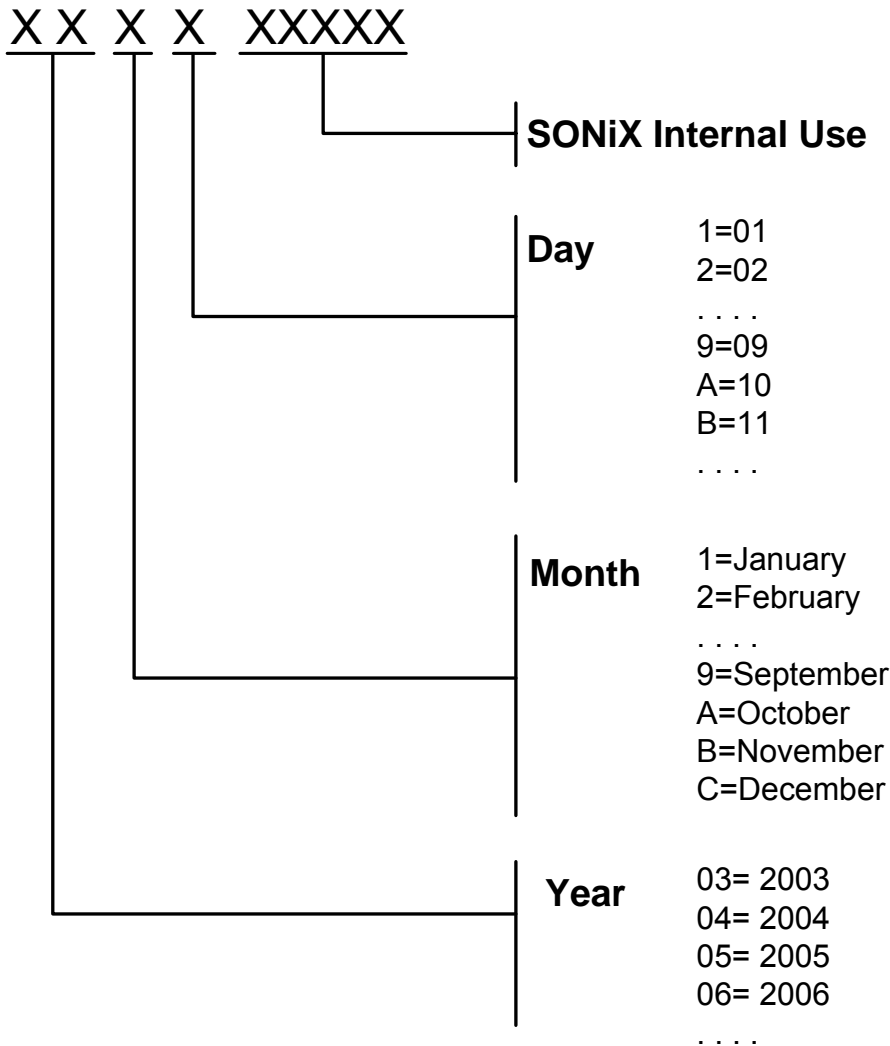 X X X X XXXXX
SONiX Internal Use
Day
1=01
2=02
. . . .
9=09
A=10
B=11
. . . .
Month
1=January
2=February
. . . .
9=September
A=October
B=November
C=December
Year
03= 2003
04= 2004
05= 2005
06= 2006
. . . .